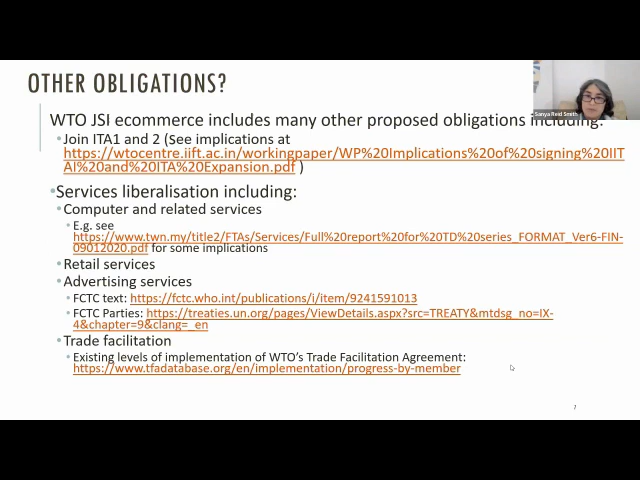 OTHER OBLIGATIONS?
Sanya Reid Smith
WTO JSI ecommerce includes many other proposed obligations including:
•Join ITA1 and 2 (see implications at
https://wtocentre.iift.ac.in/workingpaper/WP%20Implications%20of%20signing%20IIT
AI%20and%20ITA%20Expansion.pdf )
•Services liberalisation including:
•Computer and related services
•E.g. see
https://www.twn.my/title2/FTAs/Services/Full%20report%20for%20TD%20series_FORMAT_Ver6-FIN-
09012020.pdf for some implications
•Retail services
•Advertising services
•FCTC text: https://fctc.who.int/publications/i/item/9241591013
•FCTC Parties: https://treaties.un.org/pages/ViewDetails.aspx?src=TREATY&mtdsg_no=IX-
4&chapter=9&clang=_en
•Trade facilitation
•Existing levels of implementation of WTO's Trade Facilitation Agreement:
https://www.tfadatabase.org/en/implementation/progress-by-member
7